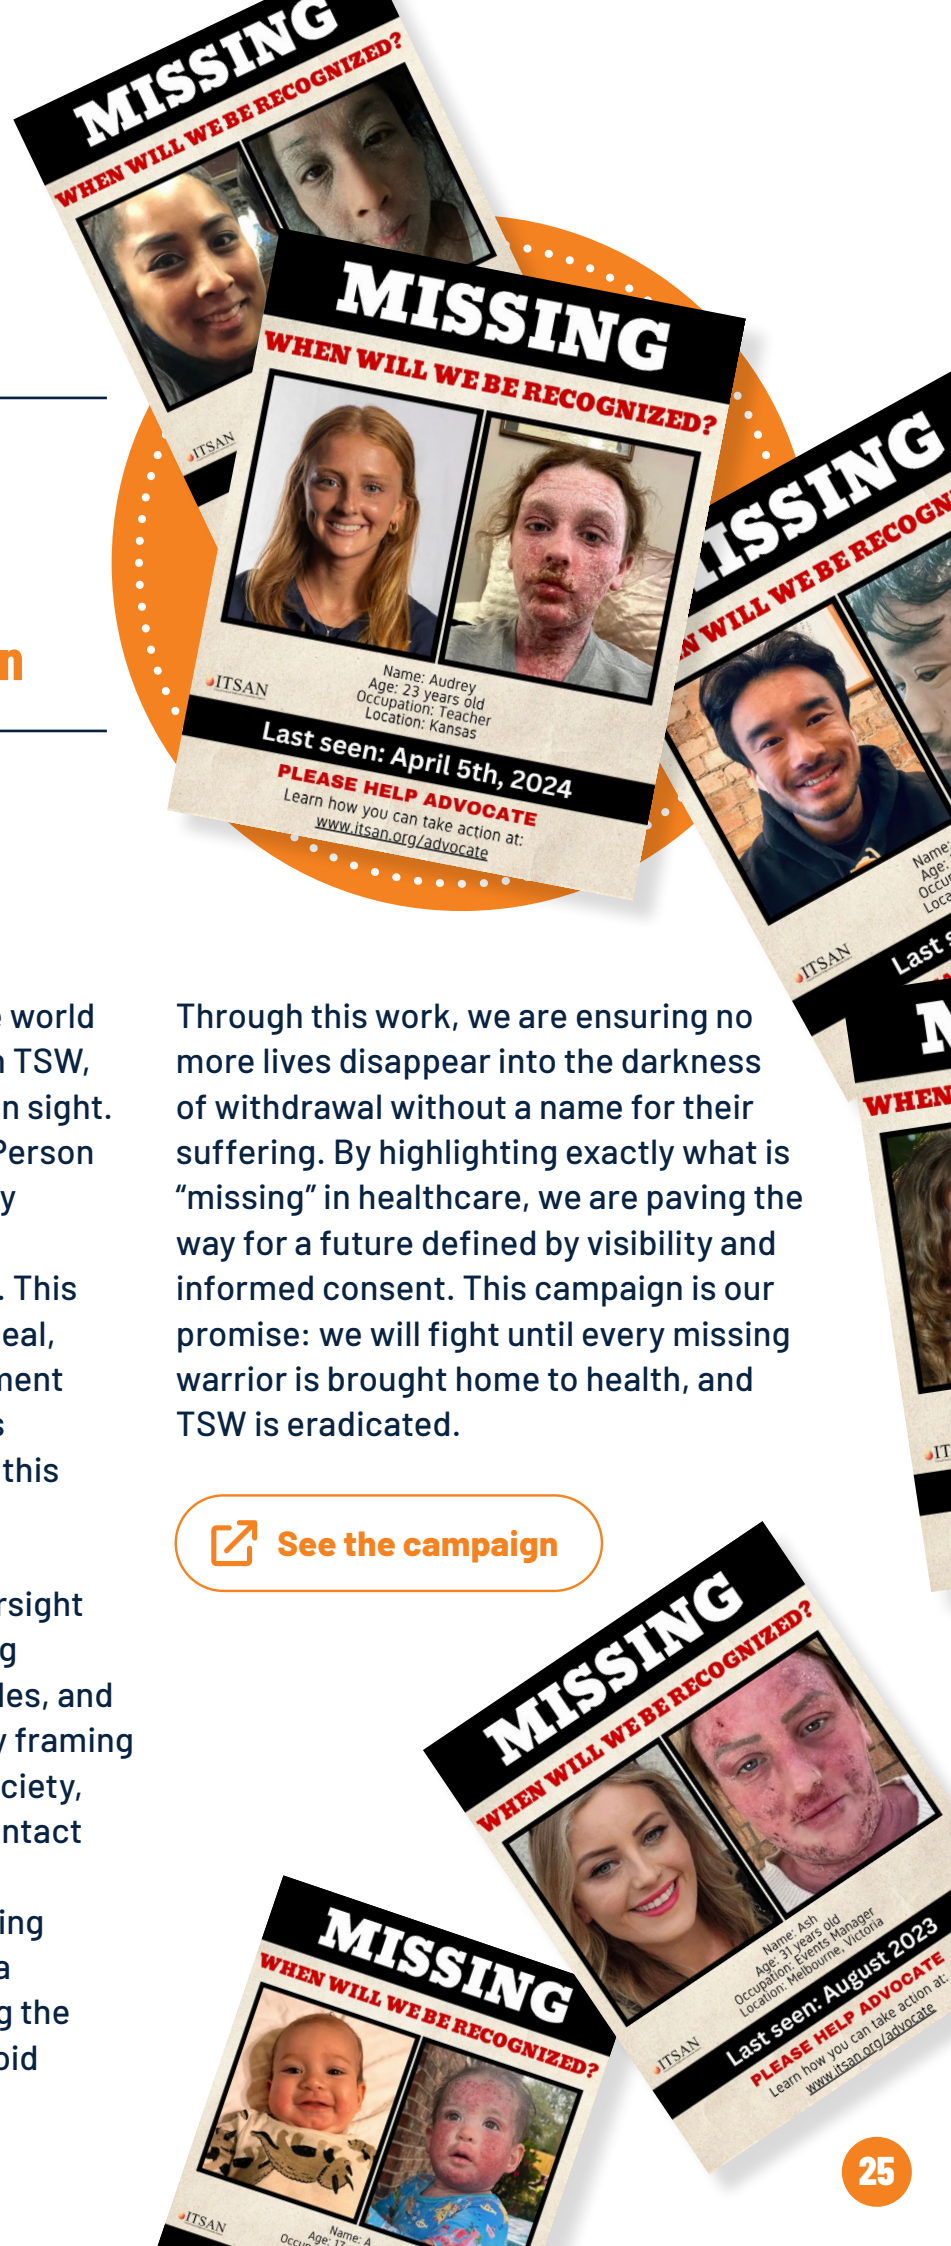 MISSING
WHEN WILL WE BE RECOGNIZED?
ITSAN
MISSING
WHEN WILL WE BE RECOGNIZED?
ITSAN
Name: Audrey
Age: 23 years old
Occupation: Teacher
Location: Kansas
Last seen: April 5th, 2024
PLEASE HELP ADVOCATE
Learn how you can take action at:
www.itsan.org/advocate
ISSING
N WILL WE BE RECOGN
Name:
Age:
Occu
Loca
ITSAN
Last s
M
WHEN
IT
n
world
TSW,
n sight.
Person
y
. This
eal,
ment
s
this
rsight
g
les, and
y framing
ciety,
ntact
ing
a
g the
oid
Through this work, we are ensuring no
more lives disappear into the darkness
of withdrawal without a name for their
suffering. By highlighting exactly what is
“missing” in healthcare, we are paving the
way for a future defined by visibility and
informed consent. This campaign is our
promise: we will fight until every missing
warrior is brought home to health, and
TSW is eradicated.
See the campaign
MISSING
WHEN WILL WE BE RECOGNIZED?
Name: Ash
Age: 31 years old
Occupation: Events Manager
Location: Melbourne, Victoria
ITSAN
Last seen: August 2023
PLEASE HELP ADVOCATE
Learn how you can take action at:
www.itsan.org/advocate
MISSING
WHEN WILL WE BE RECOGNIZED?
ITSAN
Name: A
Age: 17
Occup
25